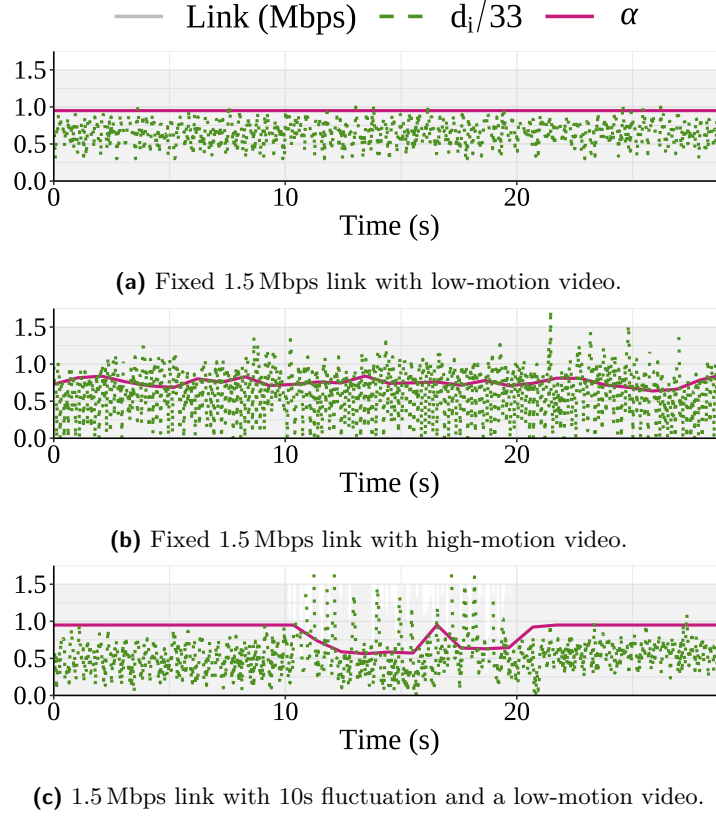 Link (Mbps) dᵢ/33 α
1.5
1.0
0.5
0.0
0 10 20
Time (s)
(a) Fixed 1.5 Mbps link with low-motion video.
1.5
1.0
0.5
0.0
0 10 20
Time (s)
(b) Fixed 1.5 Mbps link with high-motion video.
1.5
1.0
0.5
0.0
0 10 20
Time (s)
(c) 1.5 Mbps link with 10s fluctuation and a low-motion video.